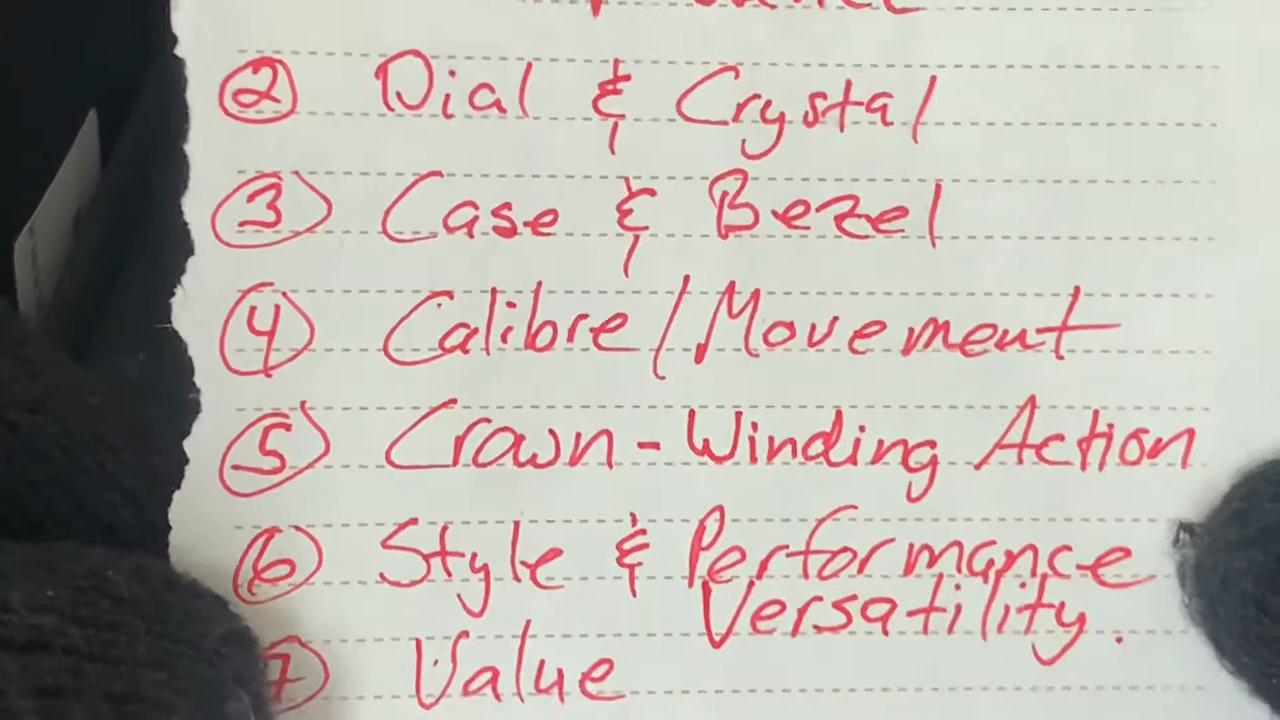 ② Dial & Crystal
③ Case & Bezel
④ Calibre/Movement
⑤ Crown-Winding Action
⑥ Style & Performance
Versatility.
⑦ Value